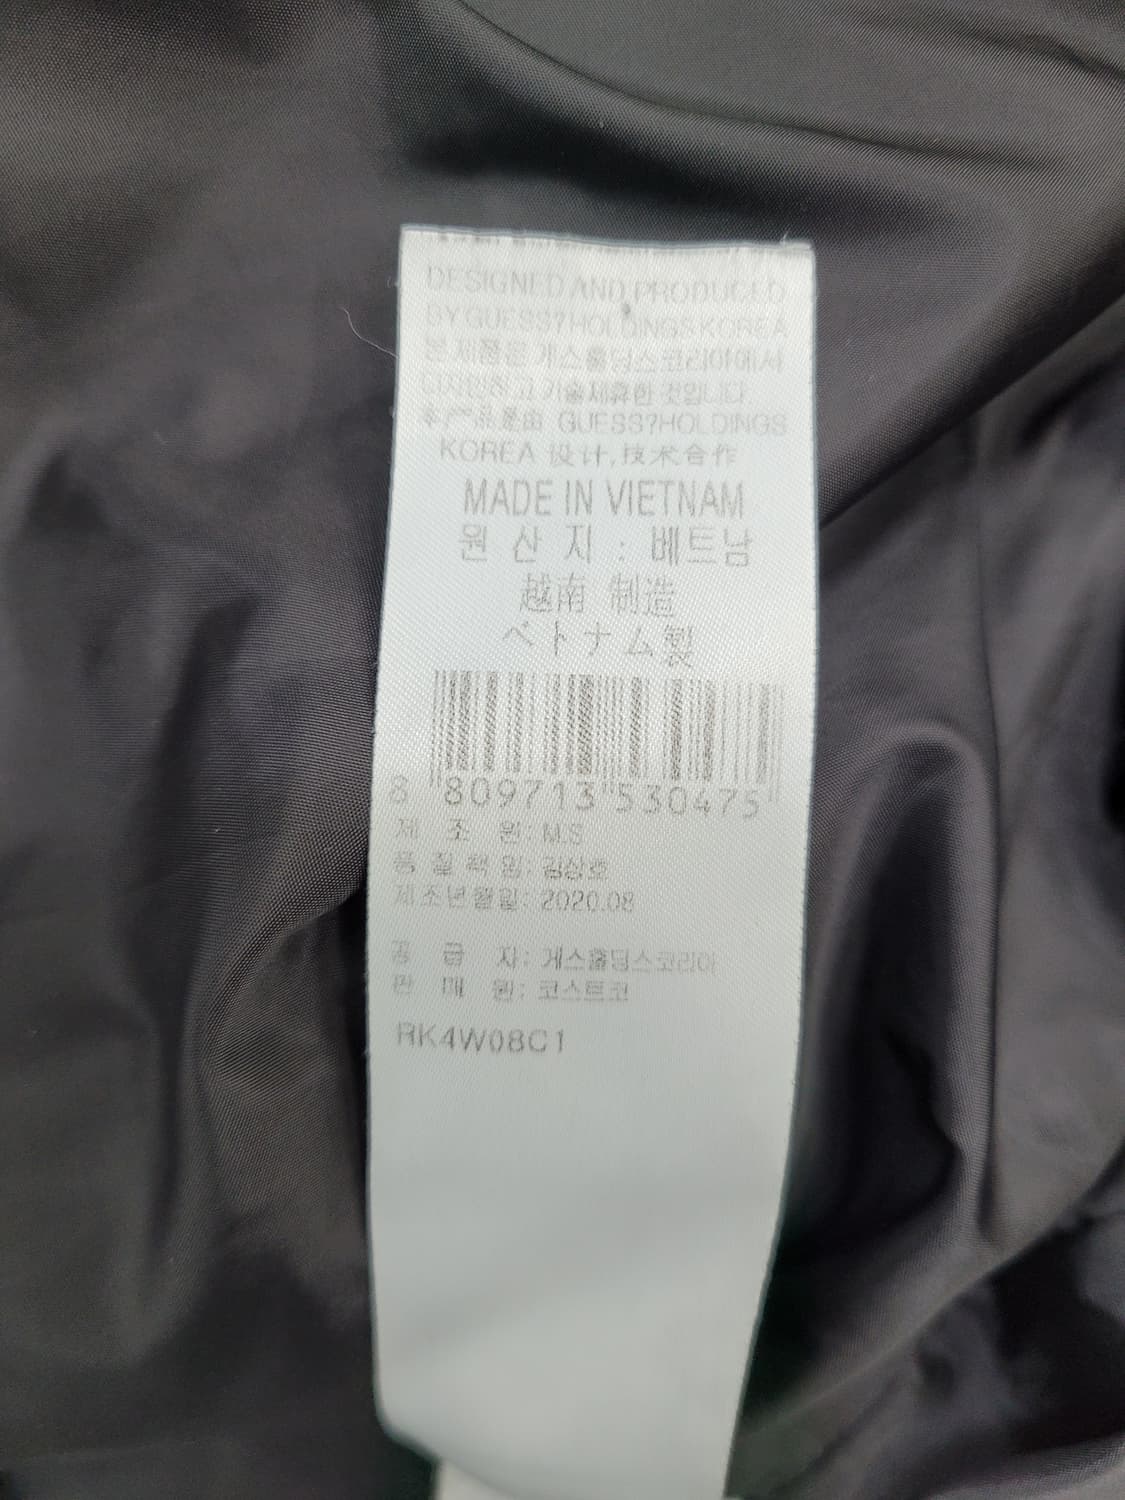 DESIGNED AND PRODUCED
BY GUESS?HOLDINGS KOREA
본 제품은 게스홀딩스코리아에서
디자인하고 기술제휴한 것입니다
本产品是由 GUESS?HOLDINGS
KOREA 设计,技术合作
MADE IN VIETNAM
원 산 지 : 베트남
越南 制造
ベトナム製
8 809713 530475
제 조 원: M.S
품 질 책 임: 김상호
제조년월일: 2020.08
공 급 자: 게스홀딩스코리아
판 매 원: 코스트코
RK4W08C1